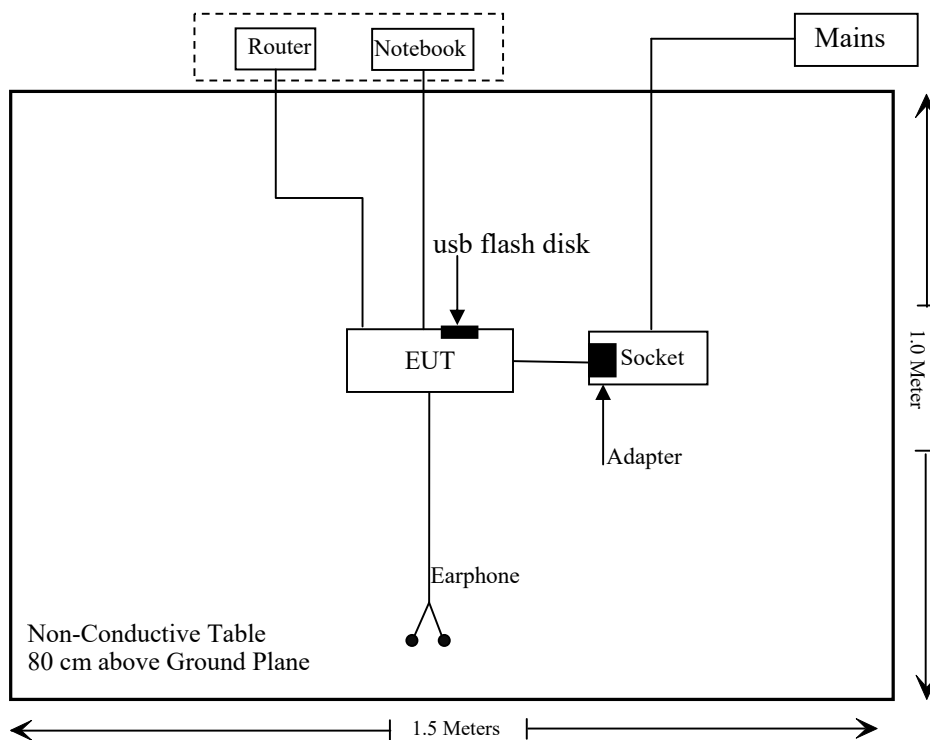 Router
Notebook
Mains
usb flash disk
EUT
Socket
1.0 Meter
Adapter
Earphone
Non-Conductive Table
80 cm above Ground Plane
1.5 Meters